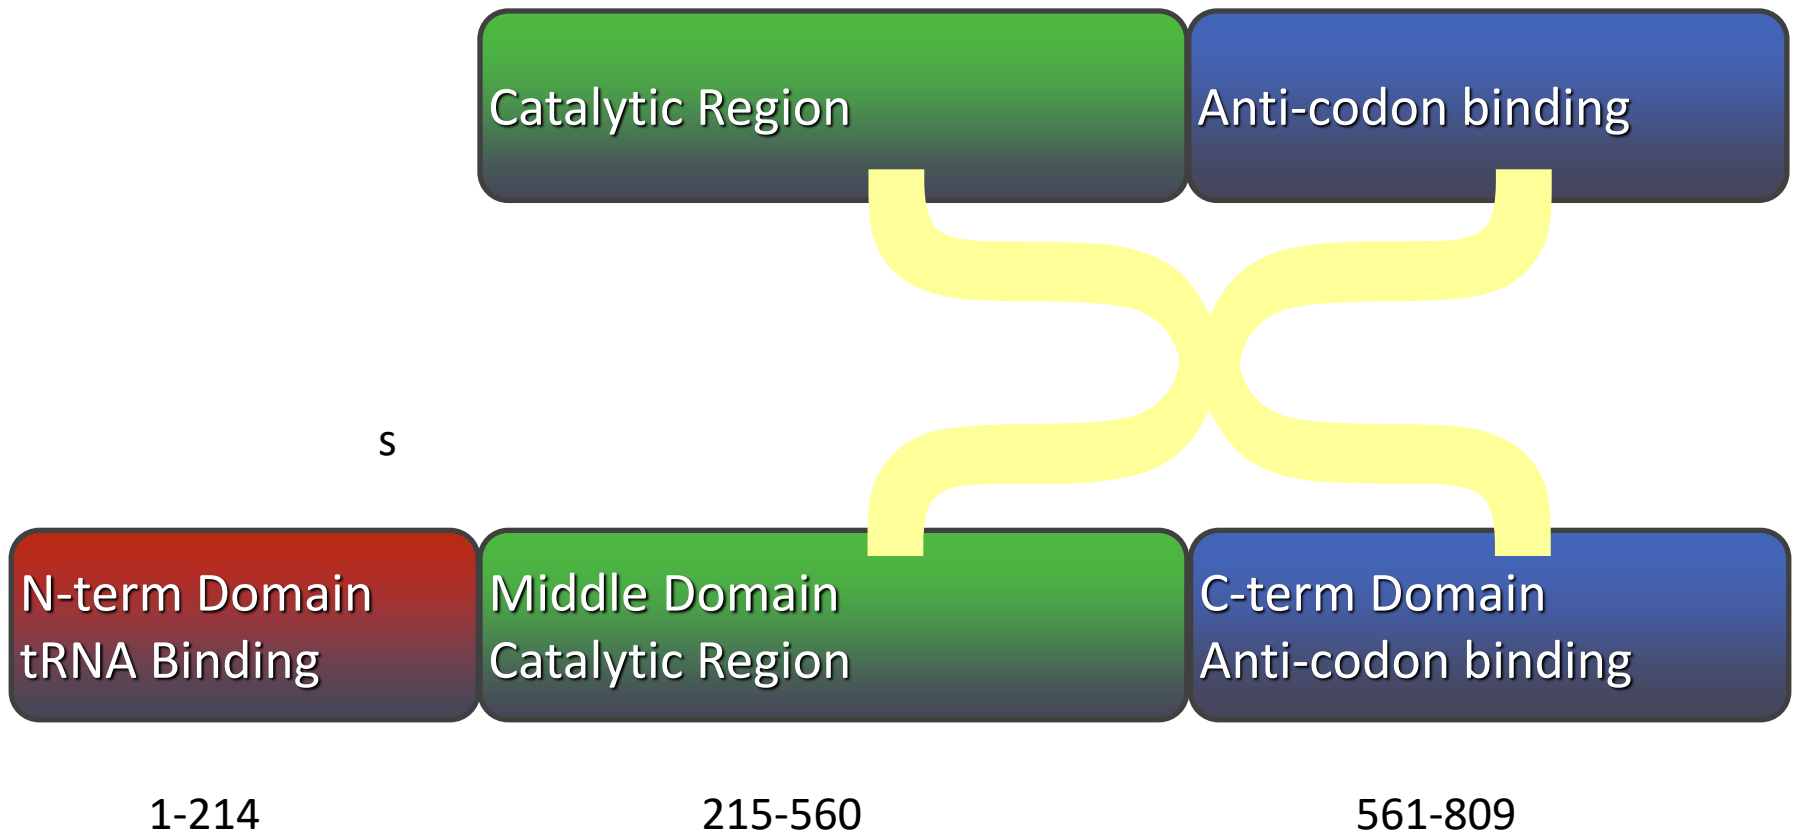 Catalytic Region
Anti-codon binding
s
N-term Domain
tRNA Binding
Middle Domain
Catalytic Region
C-term Domain
Anti-codon binding
1-214
215-560
561-809